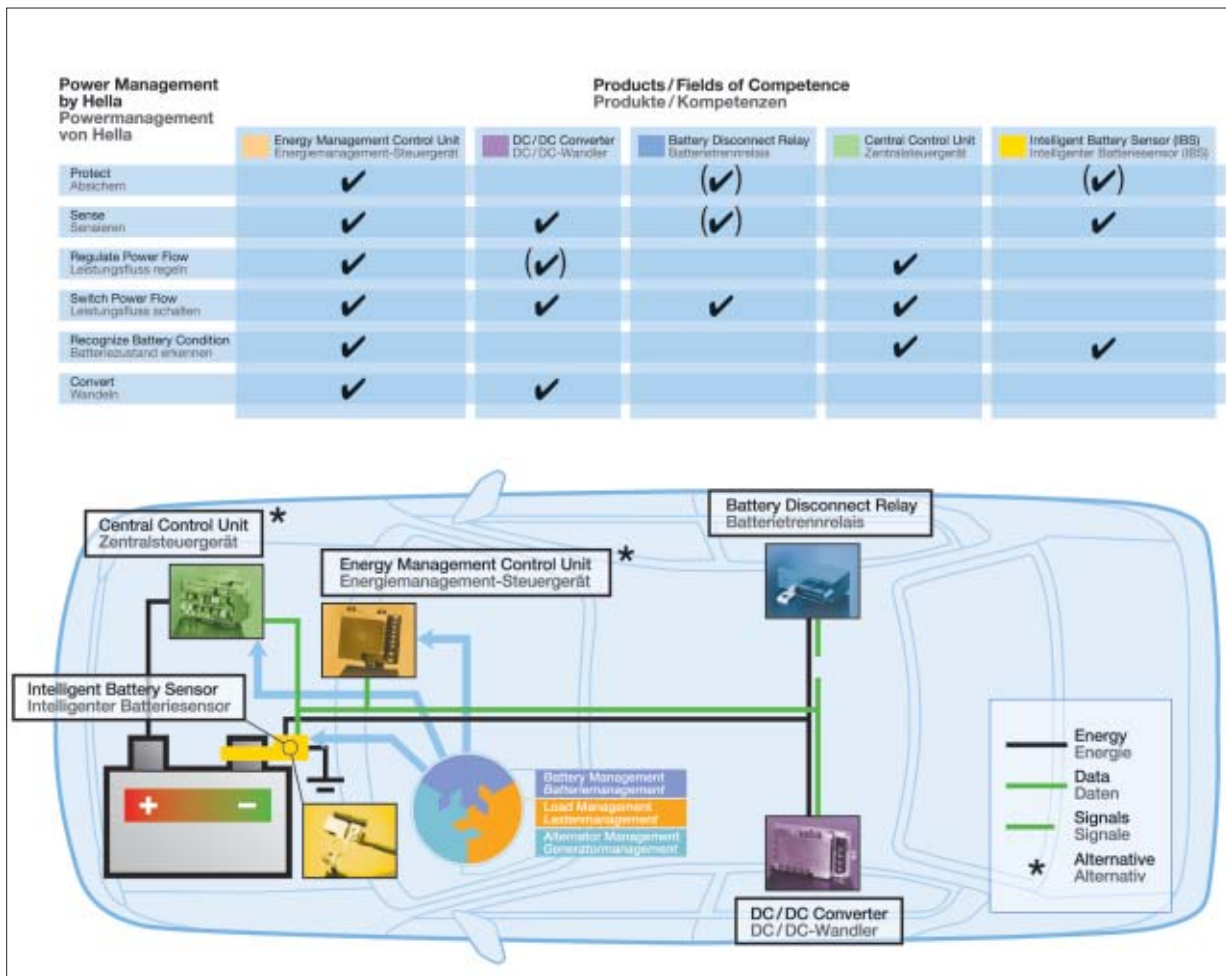 Power Management
by Hella
Powermanagement
von Hella
Products/Fields of Competence
Produkte/Kompetenzen
Energy Management Control Unit
Energiemanagement-Steuergerät
DC/DC Converter
DC/DC-Wandler
Battery Disconnect Relay
Batterietrennrelais
Central Control Unit
Zentralsteuergerät
Intelligent Battery Sensor (IBS)
Intelligenter Batteriesensor (IBS)
Protect
Absichern
✔
(✔)
(✔)
Sense
Sensieren
✔
✔
(✔)
✔
Regulate Power Flow
Leistungsfluss regeln
✔
(✔)
✔
Switch Power Flow
Leistungsfluss schalten
✔
✔
✔
✔
Recognize Battery Condition
Batteriezustand erkennen
✔
✔
✔
Convert
Wandeln
✔
✔
Central Control Unit
Zentralsteuergerät
*
Energy Management Control Unit
Energiemanagement-Steuergerät
*
Battery Disconnect Relay
Batterietrennrelais
Intelligent Battery Sensor
Intelligenter Batteriesensor
+ -
Battery Management
Batteriemanagement
Load Management
Lastenmanagement
Alternator Management
Generatormanagement
DC/DC Converter
DC/DC-Wandler
Energy
Energie
Data
Daten
Signals
Signale
* Alternative
Alternativ